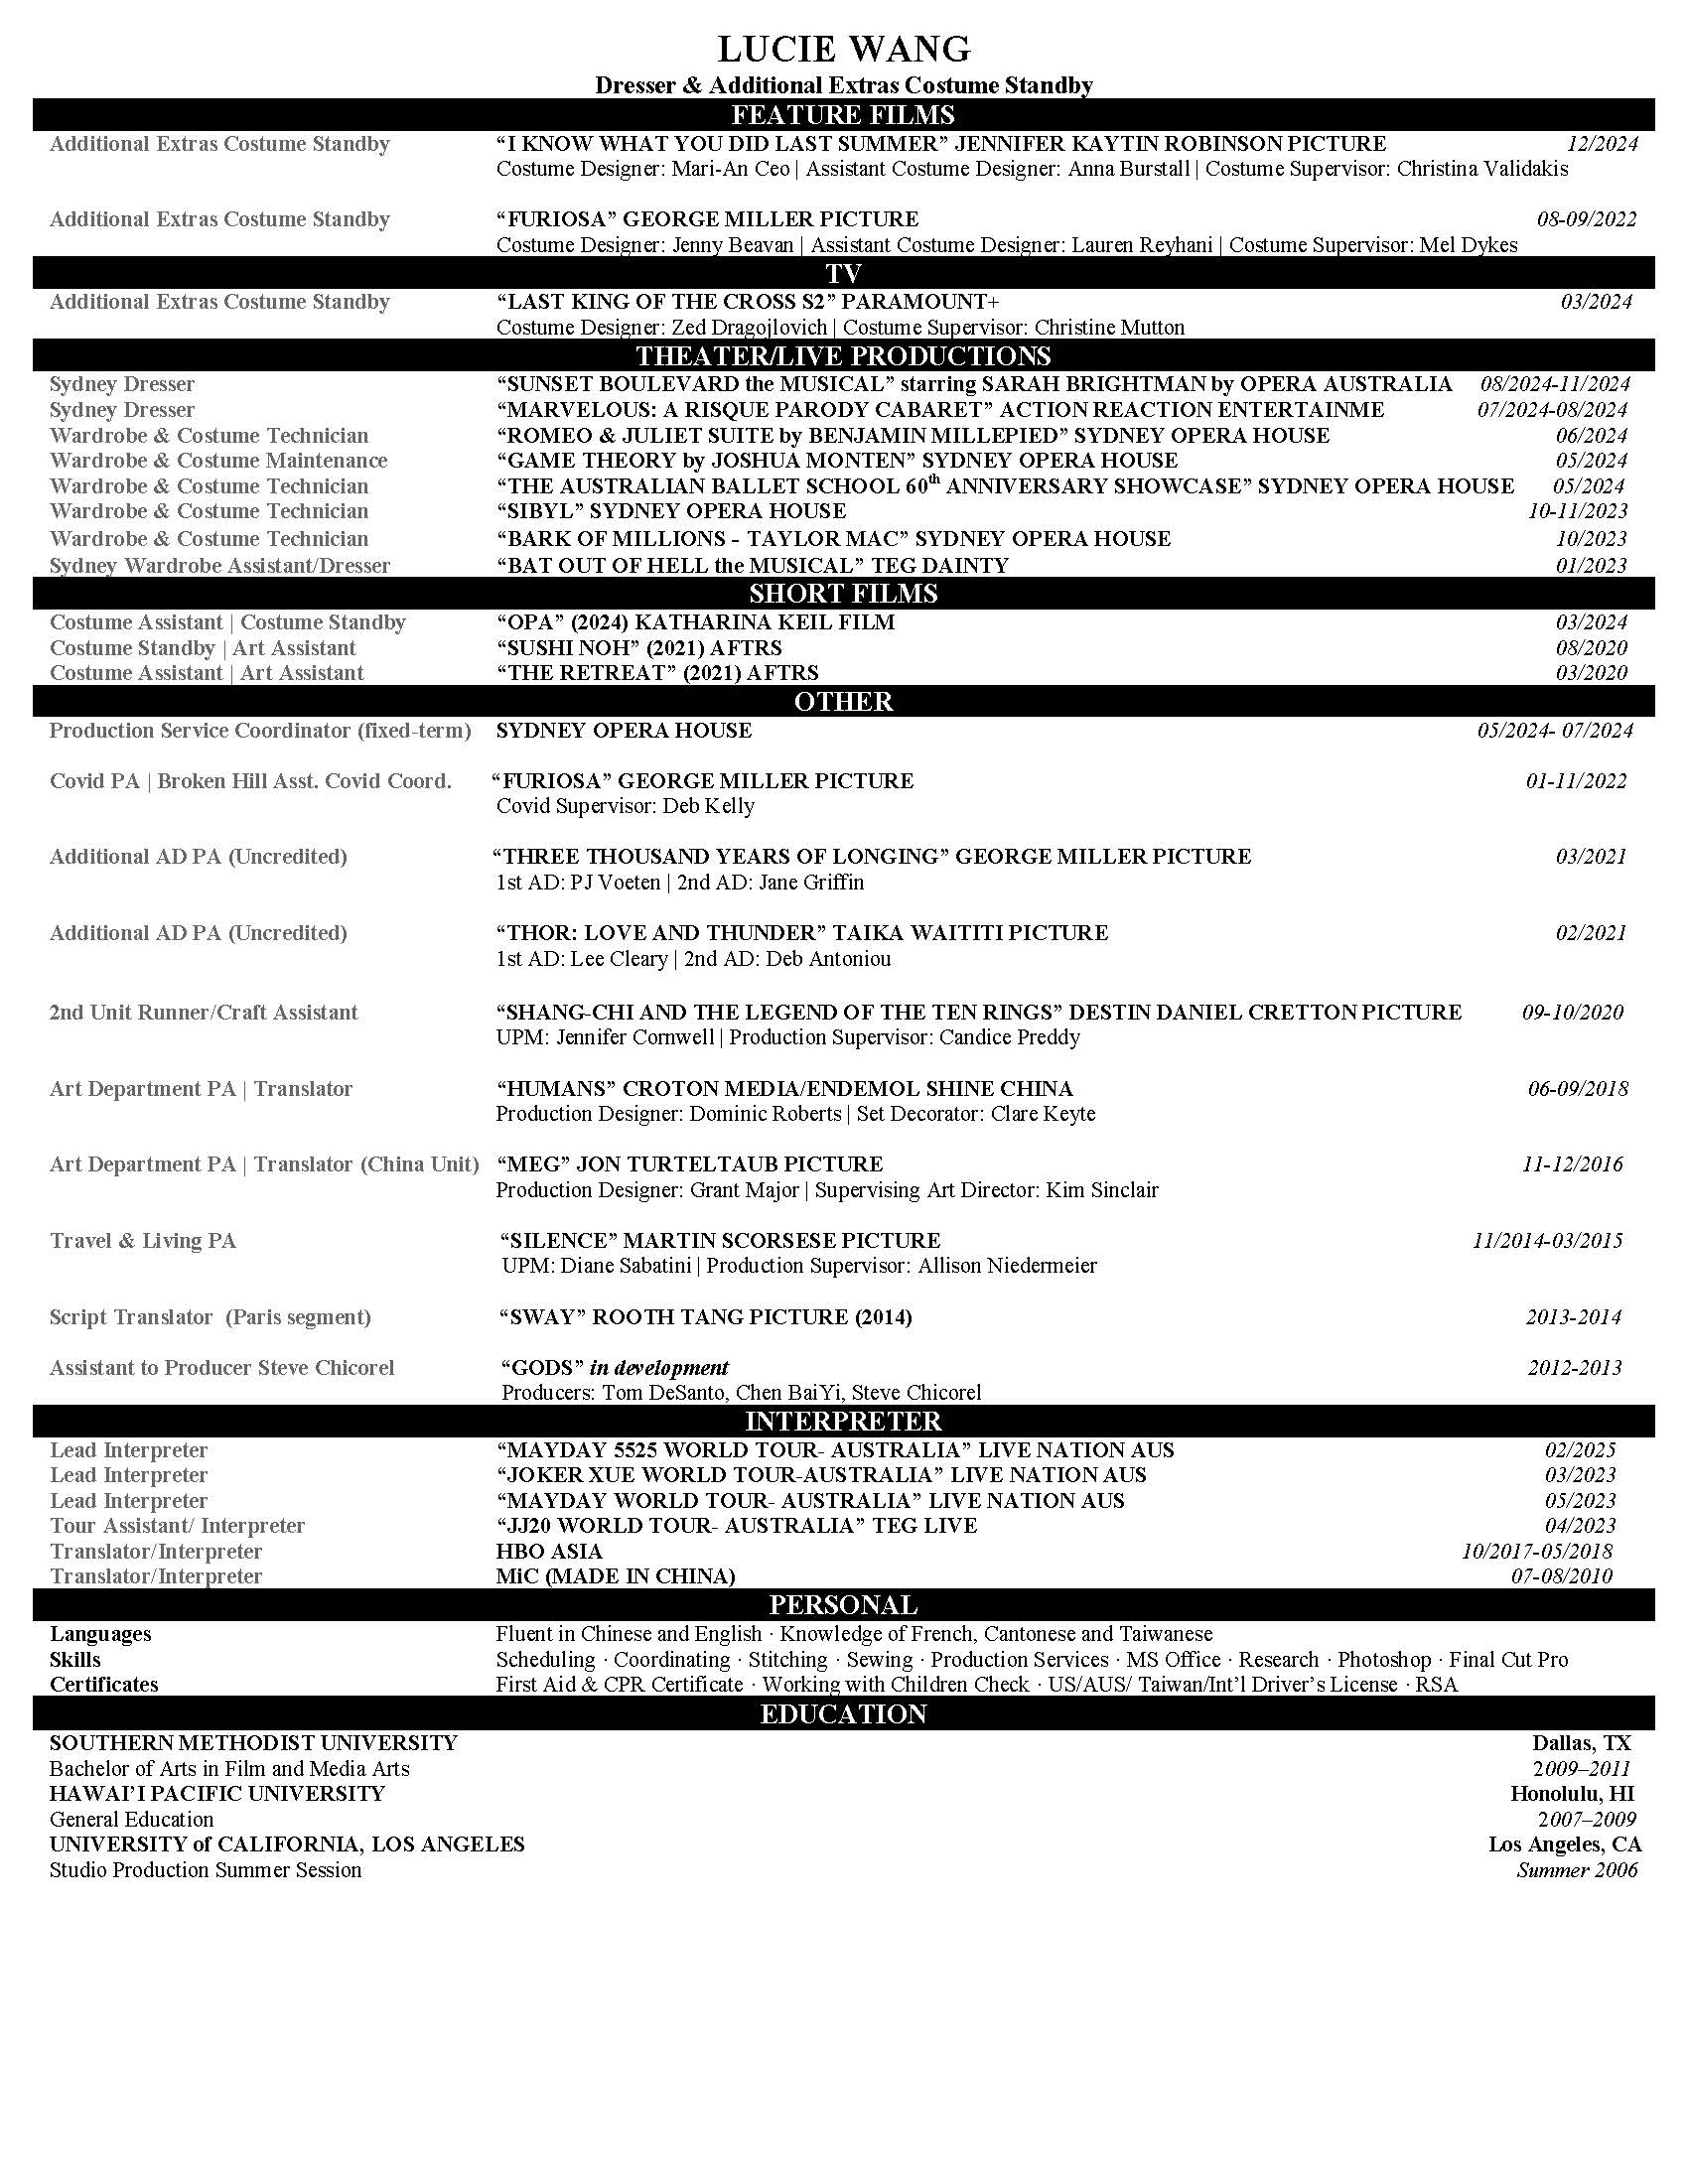 LUCIE WANG
Dresser & Additional Extras Costume Standby
FEATURE FILMS
Additional Extras Costume Standby “I KNOW WHAT YOU DID LAST SUMMER” JENNIFER KAYTIN ROBINSON PICTURE 12/2024
Costume Designer: Mari-An Ceo | Assistant Costume Designer: Anna Burstall | Costume Supervisor: Christina Validakis
Additional Extras Costume Standby “FURIOSA” GEORGE MILLER PICTURE 08-09/2022
Costume Designer: Jenny Beavan | Assistant Costume Designer: Lauren Reyhani | Costume Supervisor: Mel Dykes
TV
Additional Extras Costume Standby “LAST KING OF THE CROSS S2” PARAMOUNT+ 03/2024
Costume Designer: Zed Dragojlovich | Costume Supervisor: Christine Mutton
THEATER/LIVE PRODUCTIONS
Sydney Dresser “SUNSET BOULEVARD the MUSICAL” starring SARAH BRIGHTMAN by OPERA AUSTRALIA 08/2024-11/2024
Sydney Dresser “MARVELOUS: A RISQUE PARODY CABARET” ACTION REACTION ENTERTAINME 07/2024-08/2024
Wardrobe & Costume Technician “ROMEO & JULIET SUITE by BENJAMIN MILLEPIED” SYDNEY OPERA HOUSE 06/2024
Wardrobe & Costume Maintenance “GAME THEORY by JOSHUA MONTEN” SYDNEY OPERA HOUSE 05/2024
Wardrobe & Costume Technician “THE AUSTRALIAN BALLET SCHOOL 60th ANNIVERSARY SHOWCASE” SYDNEY OPERA HOUSE 05/2024
Wardrobe & Costume Technician “SIBYL” SYDNEY OPERA HOUSE 10-11/2023
Wardrobe & Costume Technician “BARK OF MILLIONS - TAYLOR MAC” SYDNEY OPERA HOUSE 10/2023
Sydney Wardrobe Assistant/Dresser “BAT OUT OF HELL the MUSICAL” TEG DAINTY 01/2023
SHORT FILMS
Costume Assistant | Costume Standby “OPA” (2024) KATHARINA KEIL FILM 03/2024
Costume Standby | Art Assistant “SUSHI NOH” (2021) AFTRS 08/2020
Costume Assistant | Art Assistant “THE RETREAT” (2021) AFTRS 03/2020
OTHER
Production Service Coordinator (fixed-term) SYDNEY OPERA HOUSE 05/2024- 07/2024
Covid PA | Broken Hill Asst. Covid Coord. “FURIOSA” GEORGE MILLER PICTURE 01-11/2022
Covid Supervisor: Deb Kelly
Additional AD PA (Uncredited) “THREE THOUSAND YEARS OF LONGING” GEORGE MILLER PICTURE 03/2021
1st AD: PJ Voeten | 2nd AD: Jane Griffin
Additional AD PA (Uncredited) “THOR: LOVE AND THUNDER” TAIKA WAITITI PICTURE 02/2021
1st AD: Lee Cleary | 2nd AD: Deb Antoniou
2nd Unit Runner/Craft Assistant “SHANG-CHI AND THE LEGEND OF THE TEN RINGS” DESTIN DANIEL CRETTON PICTURE 09-10/2020
UPM: Jennifer Cornwell | Production Supervisor: Candice Preddy
Art Department PA | Translator “HUMANS” CROTON MEDIA/ENDEMOL SHINE CHINA 06-09/2018
Production Designer: Dominic Roberts | Set Decorator: Clare Keyte
Art Department PA | Translator (China Unit) “MEG” JON TURTELTAUB PICTURE 11-12/2016
Production Designer: Grant Major | Supervising Art Director: Kim Sinclair
Travel & Living PA “SILENCE” MARTIN SCORSESE PICTURE 11/2014-03/2015
UPM: Diane Sabatini | Production Supervisor: Allison Niedermeier
Script Translator (Paris segment) “SWAY” ROOTH TANG PICTURE (2014) 2013-2014
Assistant to Producer Steve Chicorel “GODS” in development 2012-2013
Producers: Tom DeSanto, Chen BaiYi, Steve Chicorel
INTERPRETER
Lead Interpreter “MAYDAY 5525 WORLD TOUR- AUSTRALIA” LIVE NATION AUS 02/2025
Lead Interpreter “JOKER XUE WORLD TOUR-AUSTRALIA” LIVE NATION AUS 03/2023
Lead Interpreter “MAYDAY WORLD TOUR- AUSTRALIA” LIVE NATION AUS 05/2023
Tour Assistant/ Interpreter “JJ20 WORLD TOUR- AUSTRALIA” TEG LIVE 04/2023
Translator/Interpreter HBO ASIA 10/2017-05/2018
Translator/Interpreter MiC (MADE IN CHINA) 07-08/2010
PERSONAL
Languages Fluent in Chinese and English · Knowledge of French, Cantonese and Taiwanese
Skills Scheduling · Coordinating · Stitching · Sewing · Production Services · MS Office · Research · Photoshop · Final Cut Pro
Certificates First Aid & CPR Certificate · Working with Children Check · US/AUS/ Taiwan/Int’l Driver’s License · RSA
EDUCATION
SOUTHERN METHODIST UNIVERSITY Dallas, TX
Bachelor of Arts in Film and Media Arts 2009–2011
HAWAI’I PACIFIC UNIVERSITY Honolulu, HI
General Education 2007–2009
UNIVERSITY of CALIFORNIA, LOS ANGELES Los Angeles, CA
Studio Production Summer Session Summer 2006